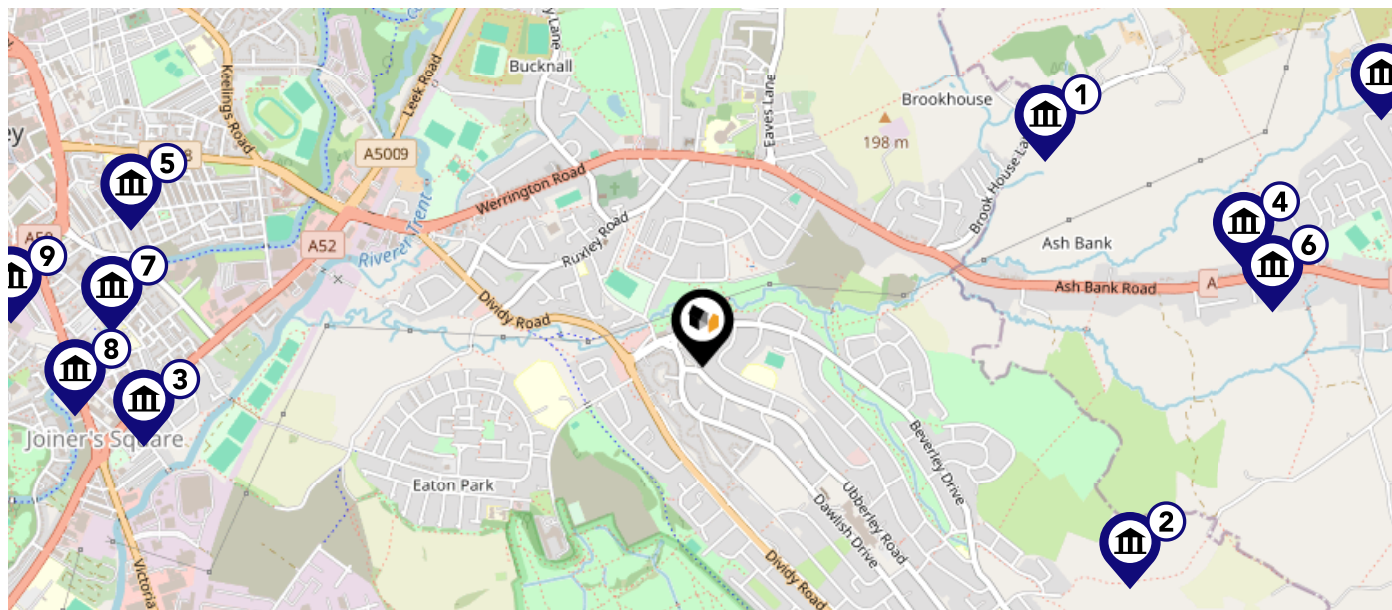 y Lane
Bucknall
Keelings Road
Leek Road
Eaves Lane
Brookhouse
1
ey
198 m
A5009
5
Werrington Road
Brook House La
4
River Trent
A52
Ruxley Road
Ash Bank
6
9
7
A
Ash Bank Road
Dividy Road
8
3
Joiner's Square
Beverley Drive
Eaton Park
Ubberley Road
Dawlish Drive
2
Victoria
Dividy Road